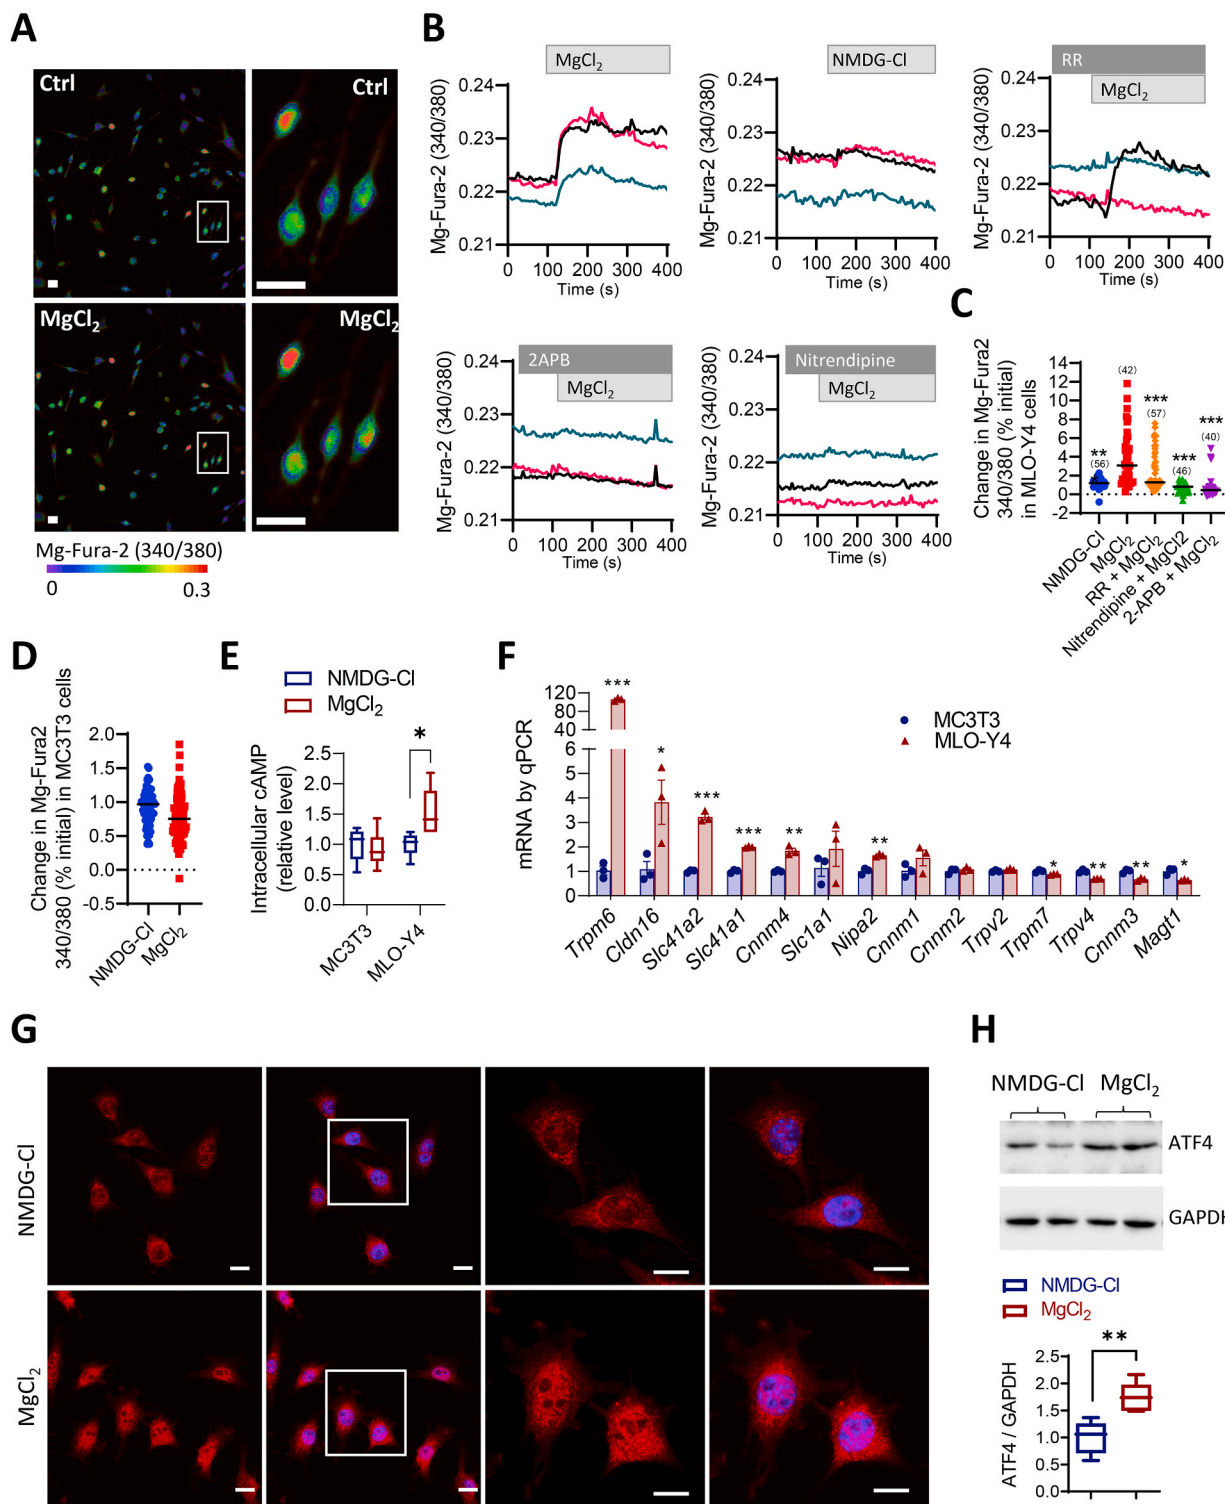 A
Ctrl
Ctrl
MgCl₂
MgCl₂
Mg-Fura-2 (340/380)
0
0.3
B
MgCl₂
Mg-Fura-2 (340/380)
0.24
0.23
0.22
0.21
0 100 200 300 400
Time (s)
NMDG-Cl
Mg-Fura-2 (340/380)
0.24
0.23
0.22
0.21
0 100 200 300 400
Time (s)
RR
MgCl₂
Mg-Fura-2 (340/380)
0.24
0.23
0.22
0.21
0 100 200 300 400
Time (s)
2APB
MgCl₂
Mg-Fura-2 (340/380)
0.24
0.23
0.22
0.21
0 100 200 300 400
Time (s)
Nitrendipine
MgCl₂
Mg-Fura-2 (340/380)
0.24
0.23
0.22
0.21
0 100 200 300 400
Time (s)
C
Change in Mg-Fura2
340/380 (% initial)
in MLO-Y4 cells
14
12
10
8
6
4
2
0
-2
**
(56)
(42)
***
(57)
***
(46)
***
(40)
NMDG-Cl
MgCl₂
RR + MgCl₂
Nitrendipine + MgCl2
2-APB + MgCl₂
D
Change in Mg-Fura2
340/380 (% initial) in MC3T3 cells
2.0
1.5
1.0
0.5
0.0
-0.5
NMDG-Cl
MgCl₂
E
NMDG-Cl
MgCl₂
Intracellular cAMP
(relative level)
2.5
2.0
1.5
1.0
0.5
0.0
*
MC3T3
MLO-Y4
F
mRNA by qPCR
120
80
40
6
5
4
3
2
1
0
MC3T3
MLO-Y4
***
*
***
***
**
**
*
**
**
*
Trpm6
Cldn16
Slc41a2
Slc41a1
Cnnm4
Slc1a1
Nipa2
Cnnm1
Cnnm2
Trpv2
Trpm7
Trpv4
Cnnm3
Magt1
G
NMDG-Cl
MgCl₂
H
NMDG-Cl
MgCl₂
ATF4
GAPDH
NMDG-Cl
MgCl₂
ATF4 / GAPDH
2.5
2.0
1.5
1.0
0.5
0.0
**